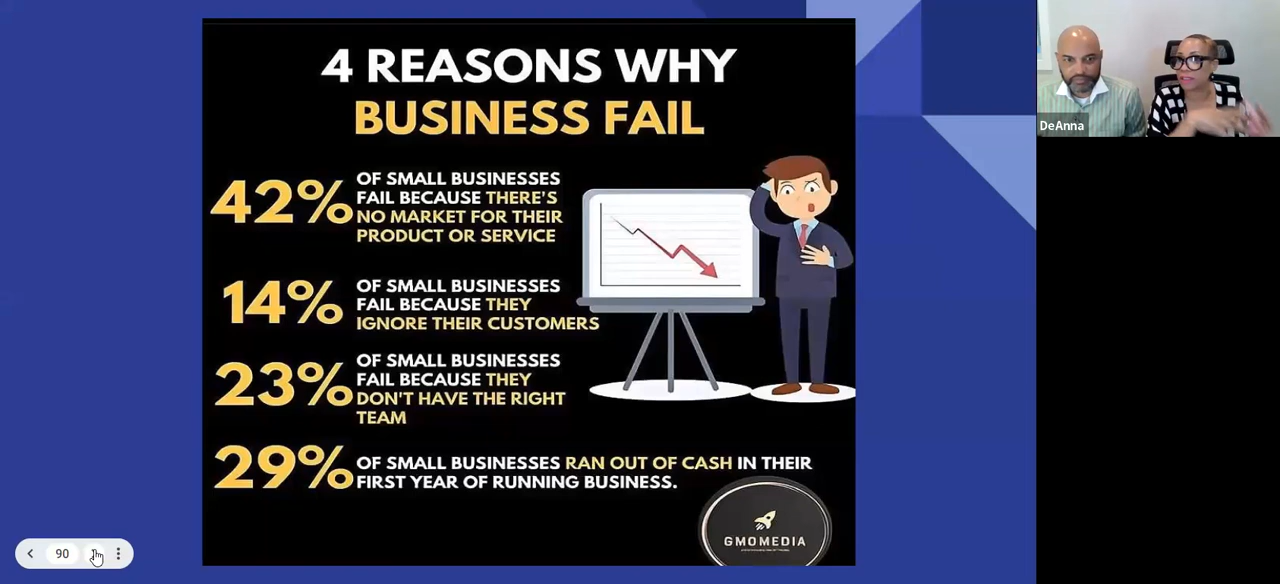 4 REASONS WHY
BUSINESS FAIL
42%
OF SMALL BUSINESSES
FAIL BECAUSE THERE'S
NO MARKET FOR THEIR
PRODUCT OR SERVICE
14%
OF SMALL BUSINESSES
FAIL BECAUSE THEY
IGNORE THEIR CUSTOMERS
23%
OF SMALL BUSINESSES
FAIL BECAUSE THEY
DON'T HAVE THE RIGHT
TEAM
29%
OF SMALL BUSINESSES RAN OUT OF CASH IN THEIR
FIRST YEAR OF RUNNING BUSINESS.
GMOMEDIA
90
DeAnna